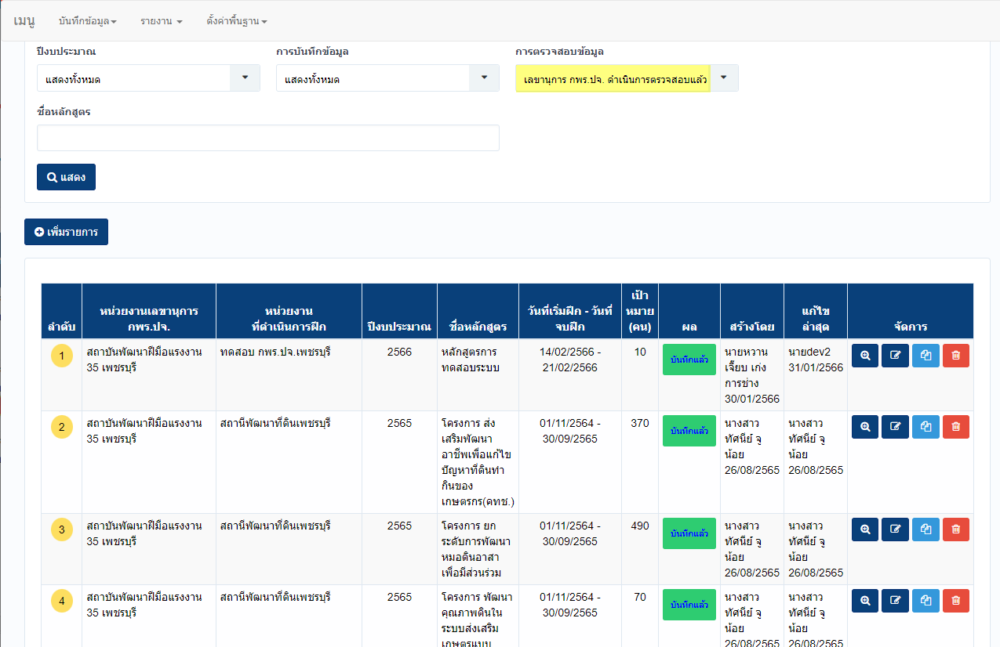 เมนู บันทึกข้อมูล รายงาน ตั้งค่าพื้นฐาน
ปีงบประมาณ การบันทึกข้อมูล การตรวจสอบข้อมูล
แสดงทั้งหมด แสดงทั้งหมด เลขานุการ กพร.ปจ. ดำเนินการตรวจสอบแล้ว
ชื่อหลักสูตร
แสดง
เพิ่มรายการ
ลำดับ
หน่วยงานเลขานุการ
กพร.ปจ.
หน่วยงาน
ที่ดำเนินการฝึก
ปีงบประมาณ
ชื่อหลักสูตร
วันที่เริ่มฝึก - วันที่
จบฝึก
เป้า
หมาย
(คน)
ผล
สร้างโดย
แก้ไข
ล่าสุด
จัดการ
1
สถาบันพัฒนาฝีมือแรงงาน
35 เพชรบุรี
ทดสอบ กพร.ปจ.เพชรบุรี
2566
หลักสูตรการ
ทดสอบระบบ
14/02/2566 -
21/02/2566
10
บันทึกแล้ว
นายหวาน
เจี๊ยบ เก่ง
การช่าง
30/01/2566
นายdev2
31/01/2566
2
สถาบันพัฒนาฝีมือแรงงาน
35 เพชรบุรี
สถานีพัฒนาที่ดินเพชรบุรี
2565
โครงการ ส่ง
เสริมพัฒนา
อาชีพเพื่อแก้ไข
ปัญหาที่ดินทำ
กินของ
เกษตรกร(คทช.)
01/11/2564 -
30/09/2565
370
บันทึกแล้ว
นางสาว
ทัศนีย์ จู
น้อย
26/08/2565
นางสาว
ทัศนีย์ จู
น้อย
26/08/2565
3
สถาบันพัฒนาฝีมือแรงงาน
35 เพชรบุรี
สถานีพัฒนาที่ดินเพชรบุรี
2565
โครงการ ยก
ระดับการพัฒนา
หมอดินอาสา
เพื่อมีส่วนร่วม
01/11/2564 -
30/09/2565
490
บันทึกแล้ว
นางสาว
ทัศนีย์ จู
น้อย
26/08/2565
นางสาว
ทัศนีย์ จู
น้อย
26/08/2565
4
สถาบันพัฒนาฝีมือแรงงาน
35 เพชรบุรี
สถานีพัฒนาที่ดินเพชรบุรี
2565
โครงการ พัฒนา
คุณภาพดินใน
ระบบส่งเสริม
เกษตรแบบ
01/11/2564 -
30/09/2565
70
บันทึกแล้ว
นางสาว
ทัศนีย์ จู
น้อย
26/08/2565
นางสาว
ทัศนีย์ จู
น้อย
26/08/2565